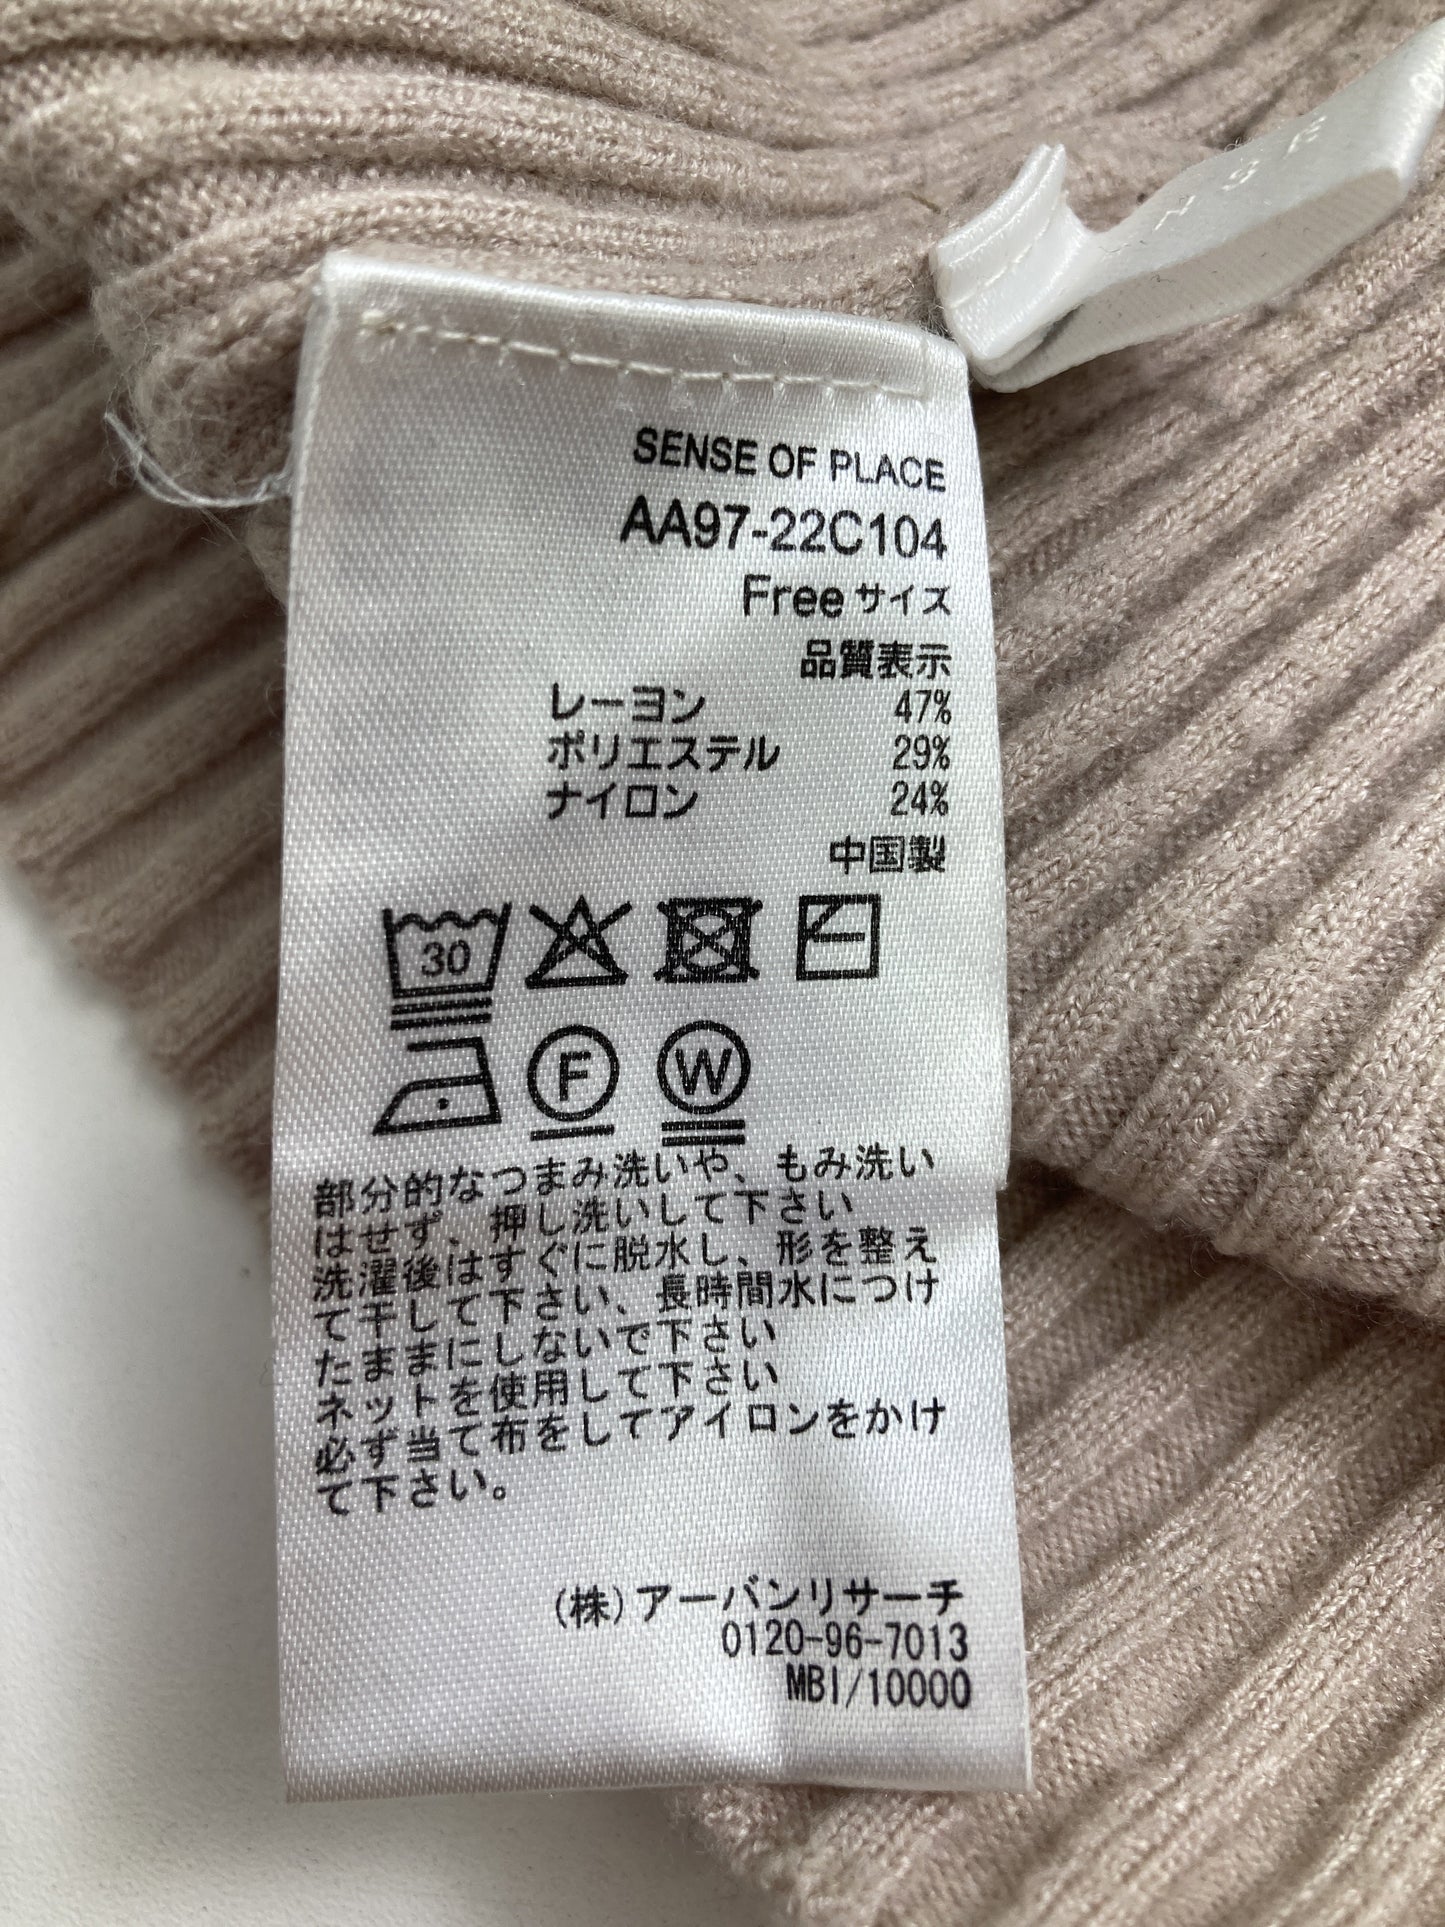 SENSE OF PLACE
AA97-22C104
Freeサイズ
品質表示
レーヨン 47%
ポリエステル 29%
ナイロン 24%
中国製
30
F W
部分的なつまみ洗いや、もみ洗い
はせず、押し洗いして下さい
洗濯後はすぐに脱水し、形を整え
て干して下さい、長時間水につけ
たままにしないで下さい
ネットを使用して下さい
必ず当て布をしてアイロンをかけ
て下さい。
(株)アーバンリサーチ
0120-96-7013
MBI/10000